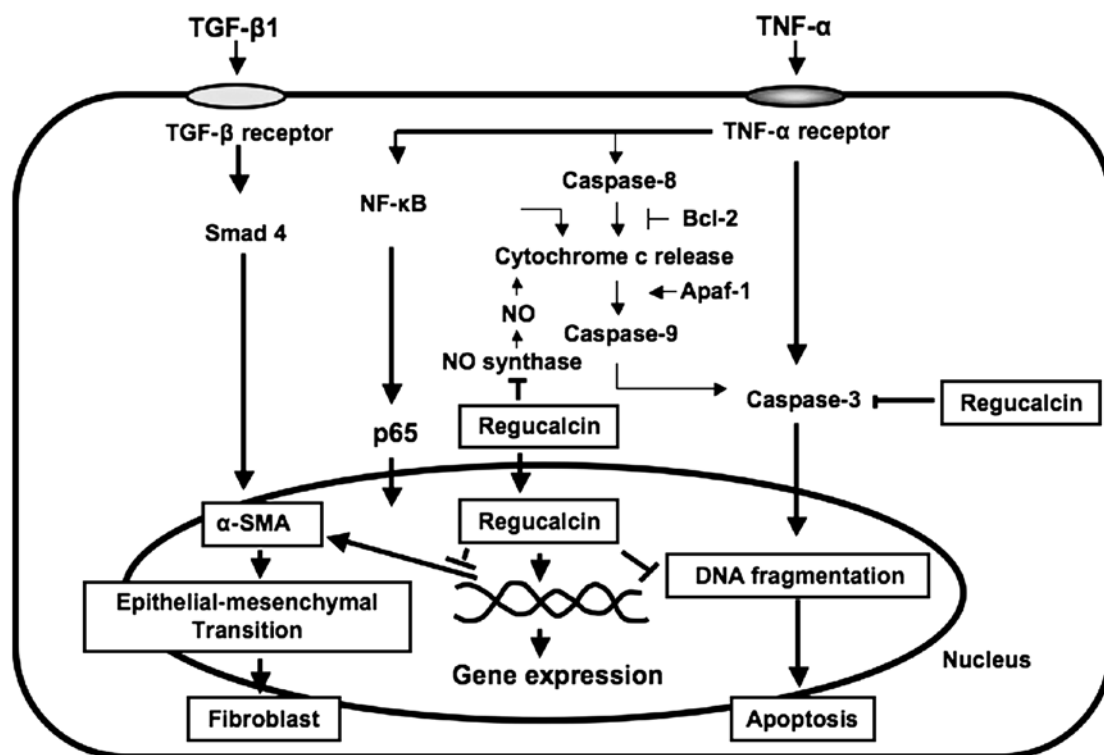 TGF-β1
TNF-α
TGF-β receptor
TNF-α receptor
Caspase-8
NF-κB
Bcl-2
Smad 4
Cytochrome c release
Apaf-1
NO
Caspase-9
NO synthase
Caspase-3
Regucalcin
Regucalcin
p65
Regucalcin
α-SMA
DNA fragmentation
Epithelial-mesenchymal
Transition
Gene expression
Nucleus
Fibroblast
Apoptosis